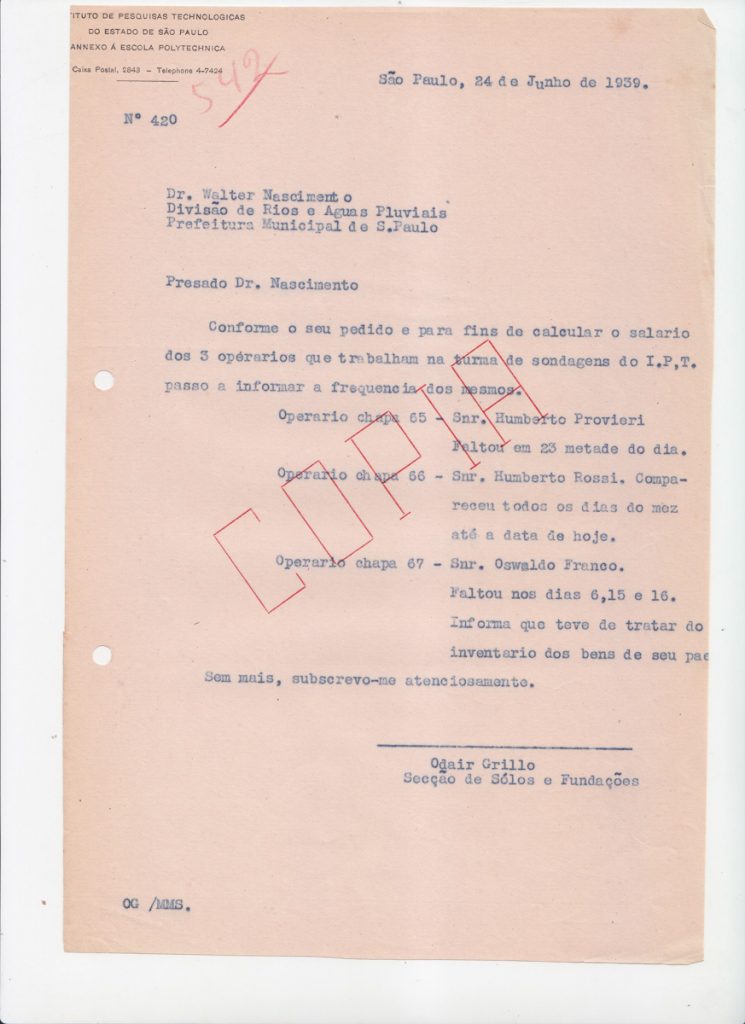 TITUTO DE PESQUISAS TECHNOLOGICAS
DO ESTADO DE SÃO PAULO
ANNEXO Á ESCOLA POLYTECHNICA
Caixa Postal, 2843 – Telephone 4-7424
542
São Paulo, 24 de Junho de 1939.
Nº 420
Dr. Walter Nascimento
Divisão de Rios e Aguas Pluviais
Prefeitura Municipal de S.Paulo
Presado Dr. Nascimento
Conforme o seu pedido e para fins de calcular o salario
dos 3 opérarios que trabalham na turma de sondagens do I.P,T.
passo a informar a frequencia dos mesmos.
Operario chapa 65 - Snr. Humberto Provieri
Faltou em 23 metade do dia.
Operario chapa 66 - Snr. Humberto Rossi. Compa-
receu todos os dias do mez
até a data de hoje.
Operario chapa 67 - Snr. Oswaldo Franco.
Faltou nos dias 6,15 e 16.
Informa que teve de tratar do
inventario dos bens de seu pae
Sem mais, subscrevo-me atenciosamente.
COPIA
Odair Grillo
Secção de Sólos e Fundações
OG /MMS.